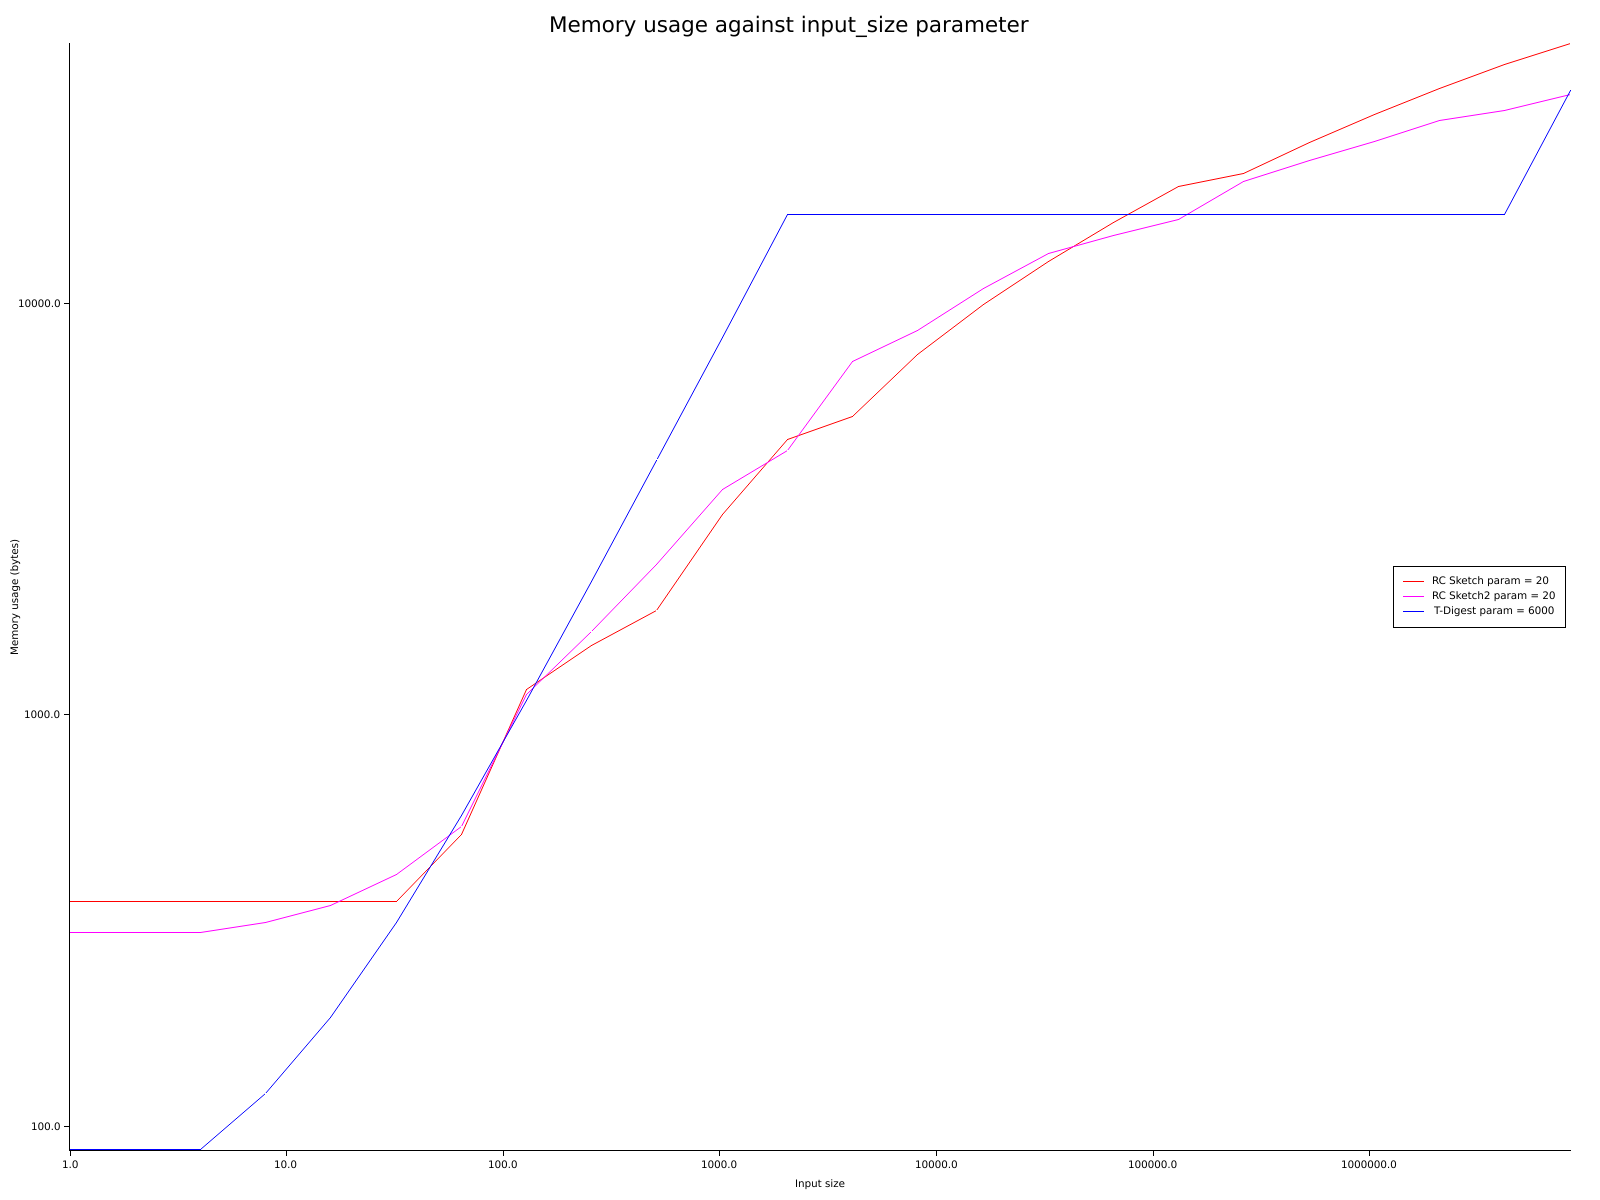 Memory usage against input_size parameter
10000.0
1000.0
100.0
Memory usage (bytes)
RC Sketch param = 20
RC Sketch2 param = 20
T-Digest param = 6000
1.0
10.0
100.0
1000.0
10000.0
100000.0
1000000.0
Input size